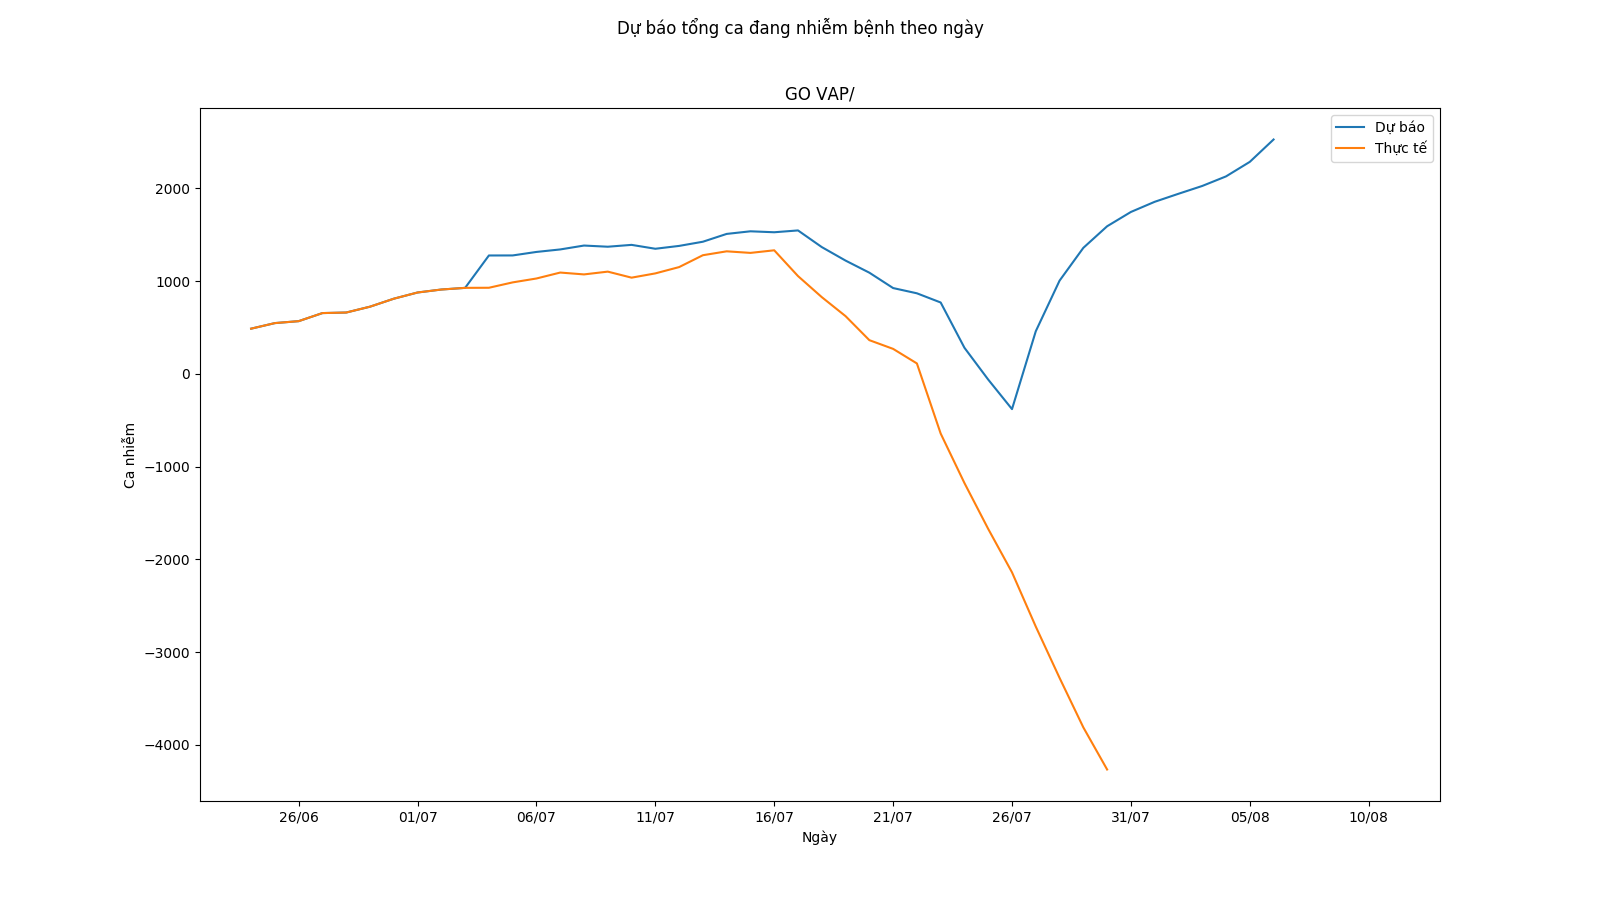 Dự báo tổng ca đang nhiễm bệnh theo ngày
GO VAP/
Dự báo
Thực tế
2000
1000
0
−1000
−2000
−3000
−4000
Ca nhiễm
26/06 01/07 06/07 11/07 16/07 21/07 26/07 31/07 05/08 10/08
Ngày